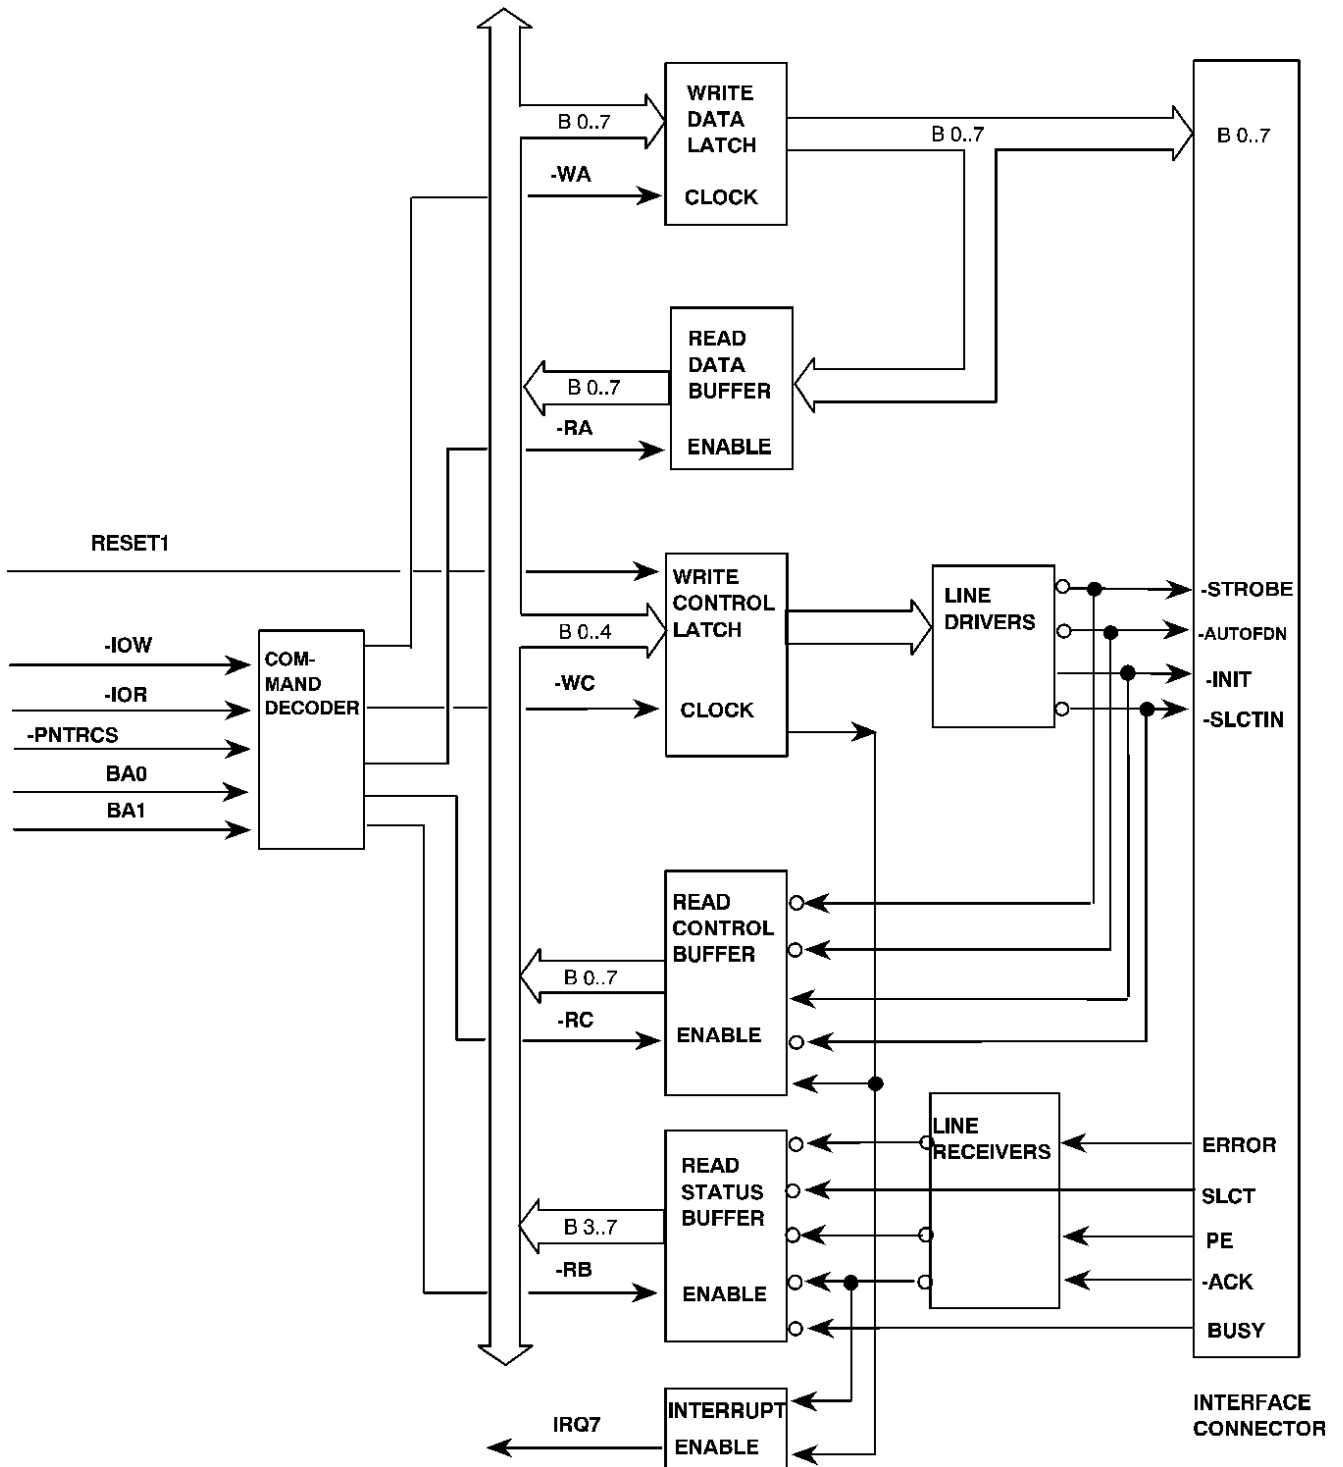 WRITE
DATA
LATCH
CLOCK
B 0..7
-WA
B 0..7
B 0..7
READ
DATA
BUFFER
ENABLE
B 0..7
-RA
RESET1
WRITE
CONTROL
LATCH
CLOCK
B 0..4
-WC
LINE
DRIVERS
-STROBE
-AUTOFDN
-INIT
-SLCTIN
-IOW
-IOR
-PNTRCS
BA0
BA1
COM-
MAND
DECODER
READ
CONTROL
BUFFER
ENABLE
B 0..7
-RC
LINE
RECEIVERS
ERROR
SLCT
PE
-ACK
BUSY
READ
STATUS
BUFFER
ENABLE
B 3..7
-RB
INTERRUPT
ENABLE
IRQ7
INTERFACE
CONNECTOR